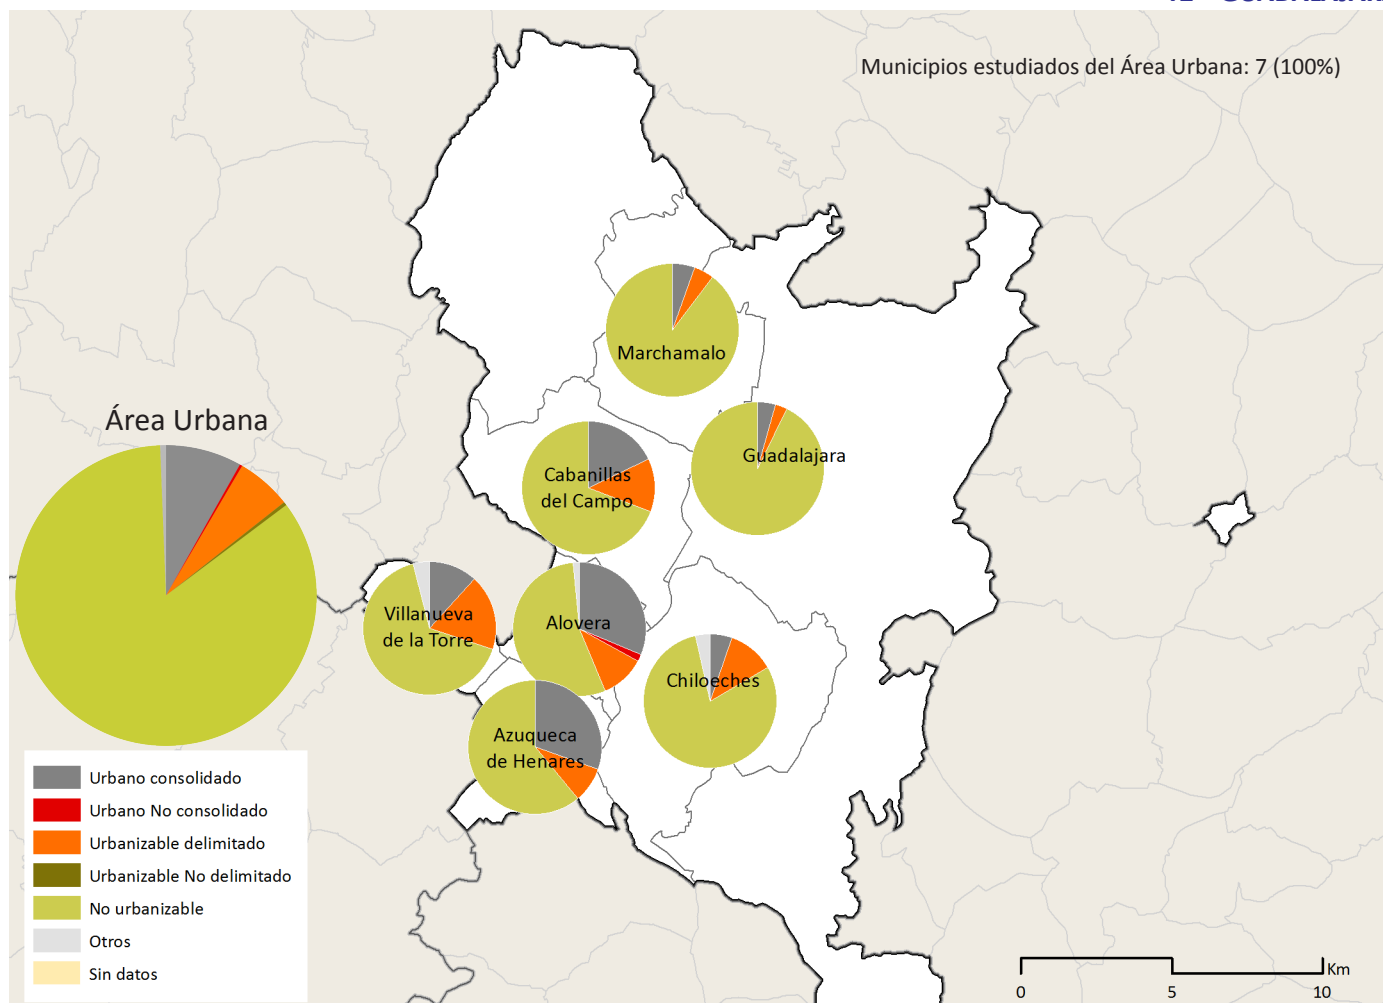 Municipios estudiados del Área Urbana: 7 (100%)
Marchamalo
Área Urbana
Guadalajara
Cabanillas
del Campo
Villanueva
de la Torre
Alovera
Chiloeches
Azuqueca
de Henares
Urbano consolidado
Urbano No consolidado
Urbanizable delimitado
Urbanizable No delimitado
No urbanizable
Otros
Sin datos
Km
0 5 10